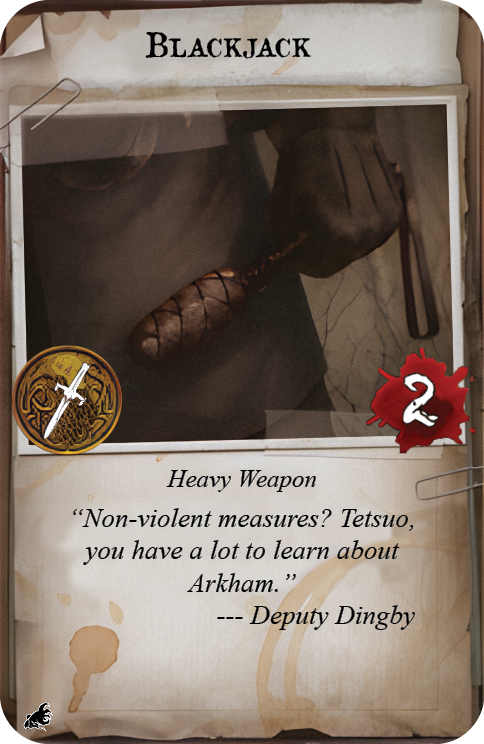 Blackjack
2
Heavy Weapon
“Non-violent measures? Tetsuo,
you have a lot to learn about
Arkham.”
--- Deputy Dingby